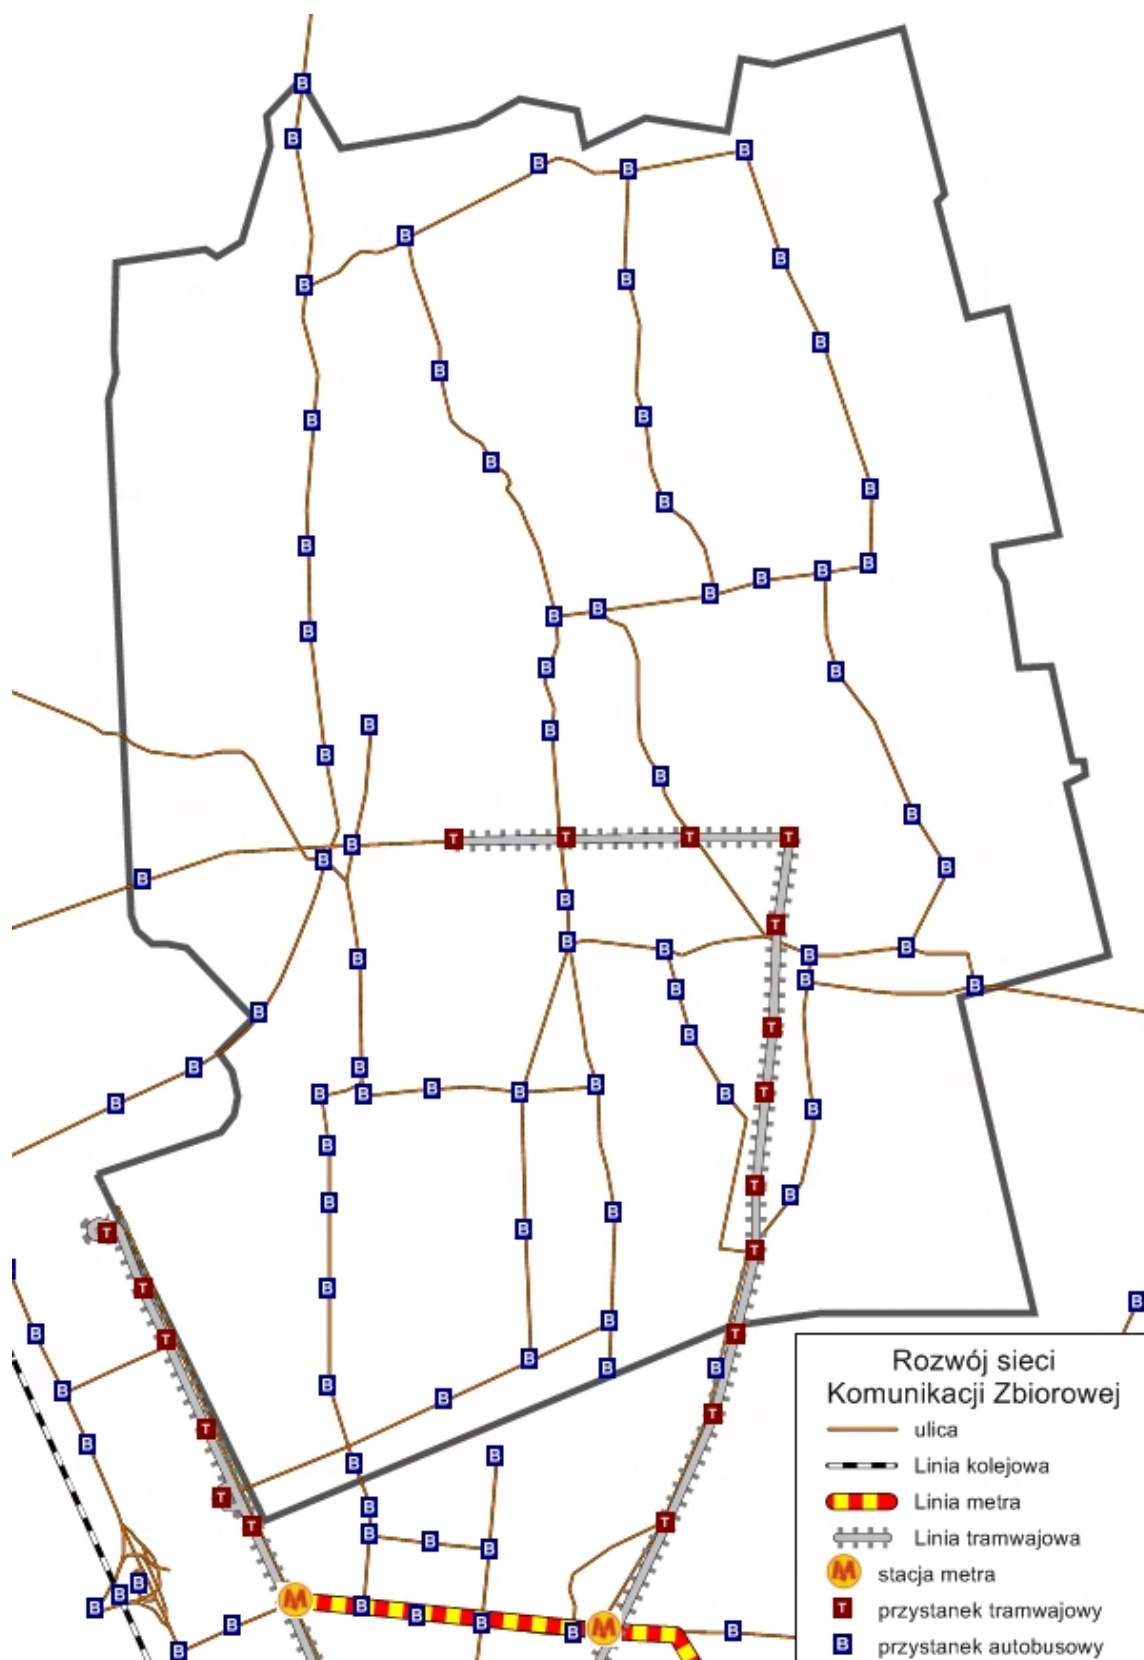 Rozwój sieci
Komunikacji Zbiorowej
ulica
Linia kolejowa
Linia metra
Linia tramwajowa
M stacja metra
T przystanek tramwajowy
B przystanek autobusowy